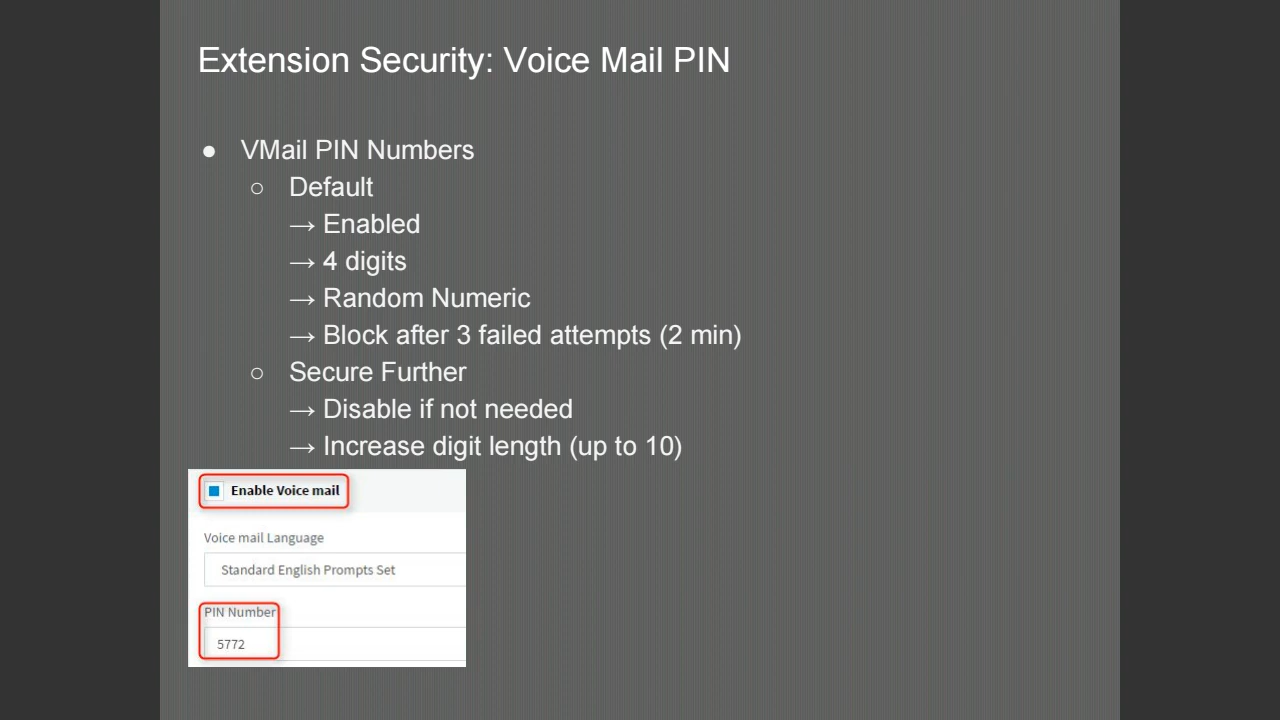 Extension Security: Voice Mail PIN
● VMail PIN Numbers
○ Default
→ Enabled
→ 4 digits
→ Random Numeric
→ Block after 3 failed attempts (2 min)
○ Secure Further
→ Disable if not needed
→ Increase digit length (up to 10)
Enable Voice mail
Voice mail Language
Standard English Prompts Set
PIN Number
5772